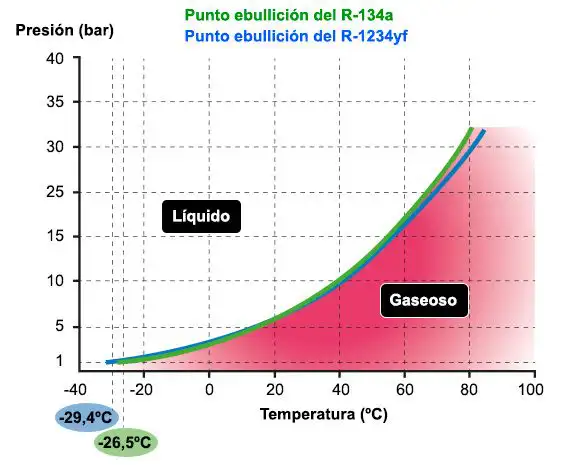 Punto ebullición del R-134a
Presión (bar)
Punto ebullición del R-1234yf
40
35
30
25
15
10
5
1
Líquido
Gaseoso
-40 -20 0 20 40 60 80 100
-29,4ºC
Temperatura (ºC)
-26,5ºC